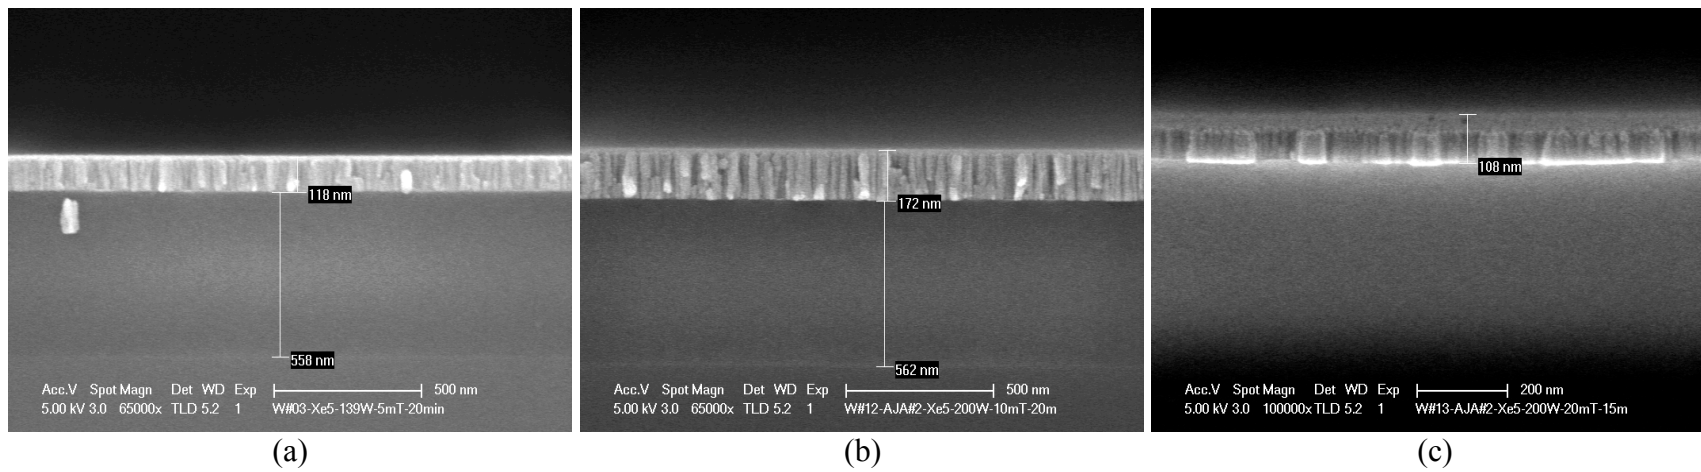 118 nm
558 nm
Acc.V Spot Magn Det WD Exp 500 nm
5.00 kV 3.0 65000x TLD 5.2 1 W#03-Xe5-139W-5mT-20min
(a)
172 nm
562 nm
Acc.V Spot Magn Det WD Exp 500 nm
5.00 kV 3.0 65000x TLD 5.2 1 W#12-AJA#2-Xe5-200W-10mT-20m
(b)
108 nm
Acc.V Spot Magn Det WD Exp 200 nm
5.00 kV 3.0 100000x TLD 5.2 1 W#13-AJA#2-Xe5-200W-20mT-15m
(c)